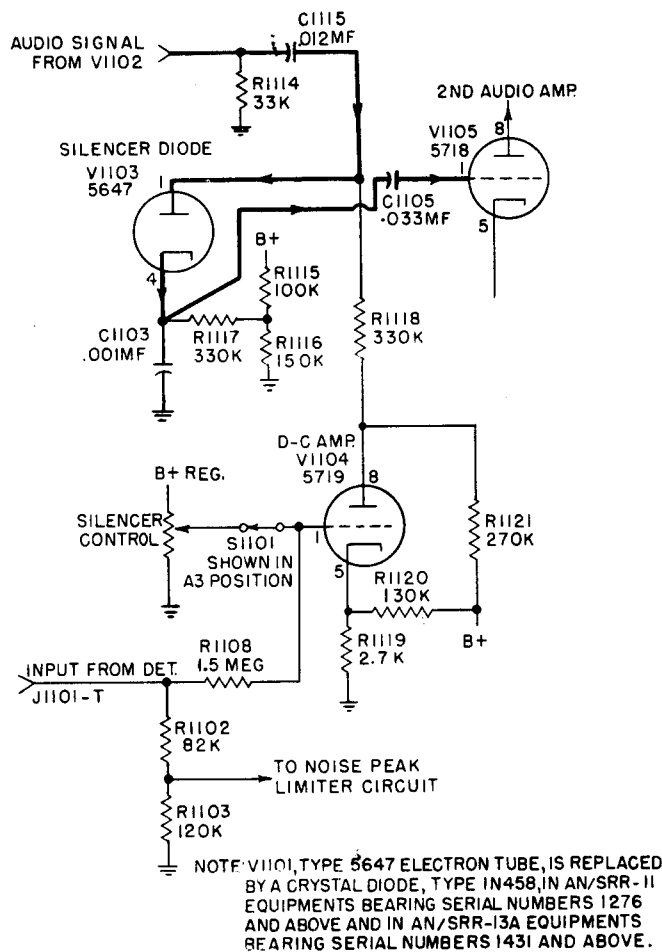 C1115
.012MF
AUDIO SIGNAL
FROM V1102
R1114
33K
2ND AUDIO AMP.
8
V1105
5718
1
5
SILENCER DIODE
V1103
5647
1
4
C1105
.033MF
B+
R1115
100K
R1118
330K
C1103
.001MF
R1117
330K
R1116
150K
D-C AMP.
V1104
5719
8
B+ REG.
SILENCER
CONTROL
S1101
SHOWN IN
A3 POSITION
1
5
R1121
270K
R1120
130K
R1119
2.7K
B+
R1108
1.5 MEG
INPUT FROM DET.
J1101-T
R1102
82K
TO NOISE PEAK
LIMITER CIRCUIT
R1103
120K
NOTE: V1101, TYPE 5647 ELECTRON TUBE, IS REPLACED
BY A CRYSTAL DIODE, TYPE 1N458, IN AN/SRR-11
EQUIPMENTS BEARING SERIAL NUMBERS 1276
AND ABOVE AND IN AN/SRR-13A EQUIPMENTS
BEARING SERIAL NUMBERS 1431 AND ABOVE.